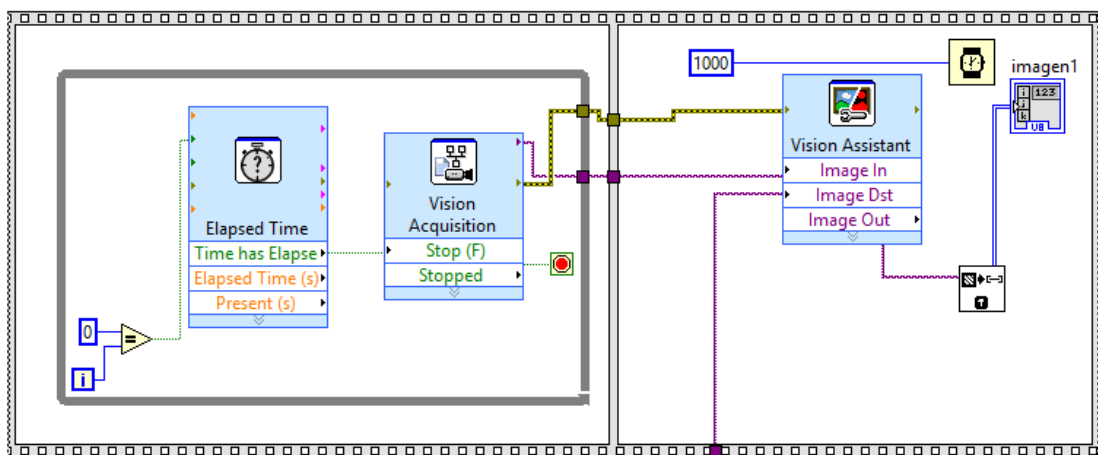 1000
imagen1
i
j
k
123
U8
Vision Assistant
Image In
Image Dst
Image Out
?
Elapsed Time
Time has Elapse
Elapsed Time (s)
Present (s)
Vision
Acquisition
Stop (F)
Stopped
0
=
i